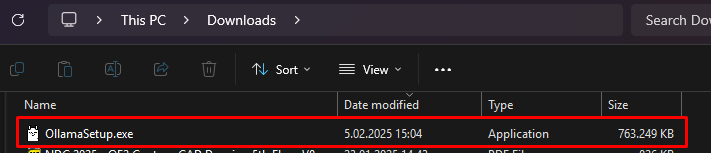 This PC > Downloads >
Search Dow
Sort
View
Name Date modified Type Size
OllamaSetup.exe 5.02.2025 15:04 Application 763.249 KB